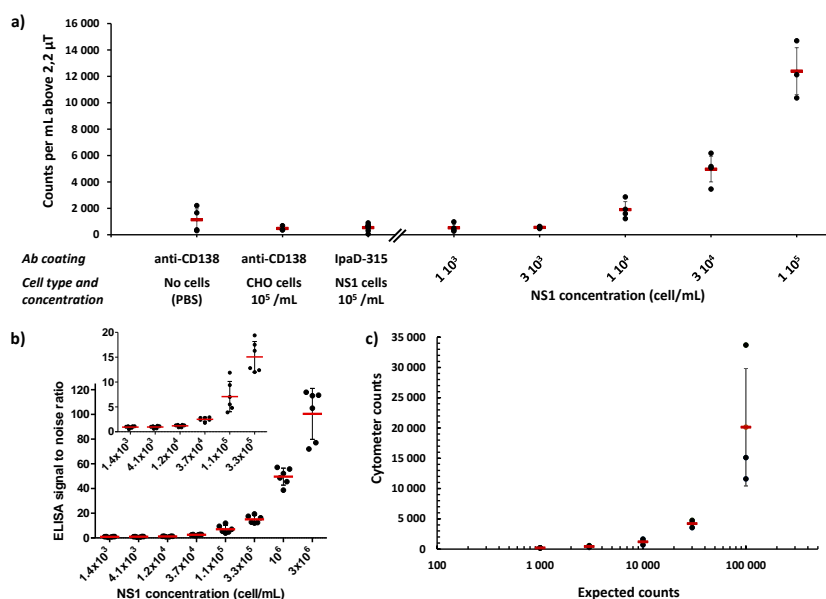 a)
Counts per mL above 2,2 µT
16 000
14 000
12 000
10 000
8 000
6 000
4 000
2 000
0
Ab coating
anti-CD138
anti-CD138
IpaD-315
Cell type and
concentration
No cells
(PBS)
CHO cells
10⁵ /mL
NS1 cells
10⁵ /mL
1 10³
3 10³
1 10⁴
3 10⁴
1 10⁵
NS1 concentration (cell/mL)
b)
ELISA signal to noise ratio
20
15
10
5
0
1.4x10³
4.1x10³
1.2x10⁴
3.7x10⁴
1.1x10⁵
3.3x10⁵
100
80
60
40
20
0
1.4x10³
4.1x10³
1.2x10⁴
3.7x10⁴
1.1x10⁵
3.3x10⁵
10⁶
3x10⁶
NS1 concentration (cell/mL)
c)
Cytometer counts
35 000
30 000
25 000
20 000
15 000
10 000
5 000
0
100
1 000
10 000
100 000
Expected counts